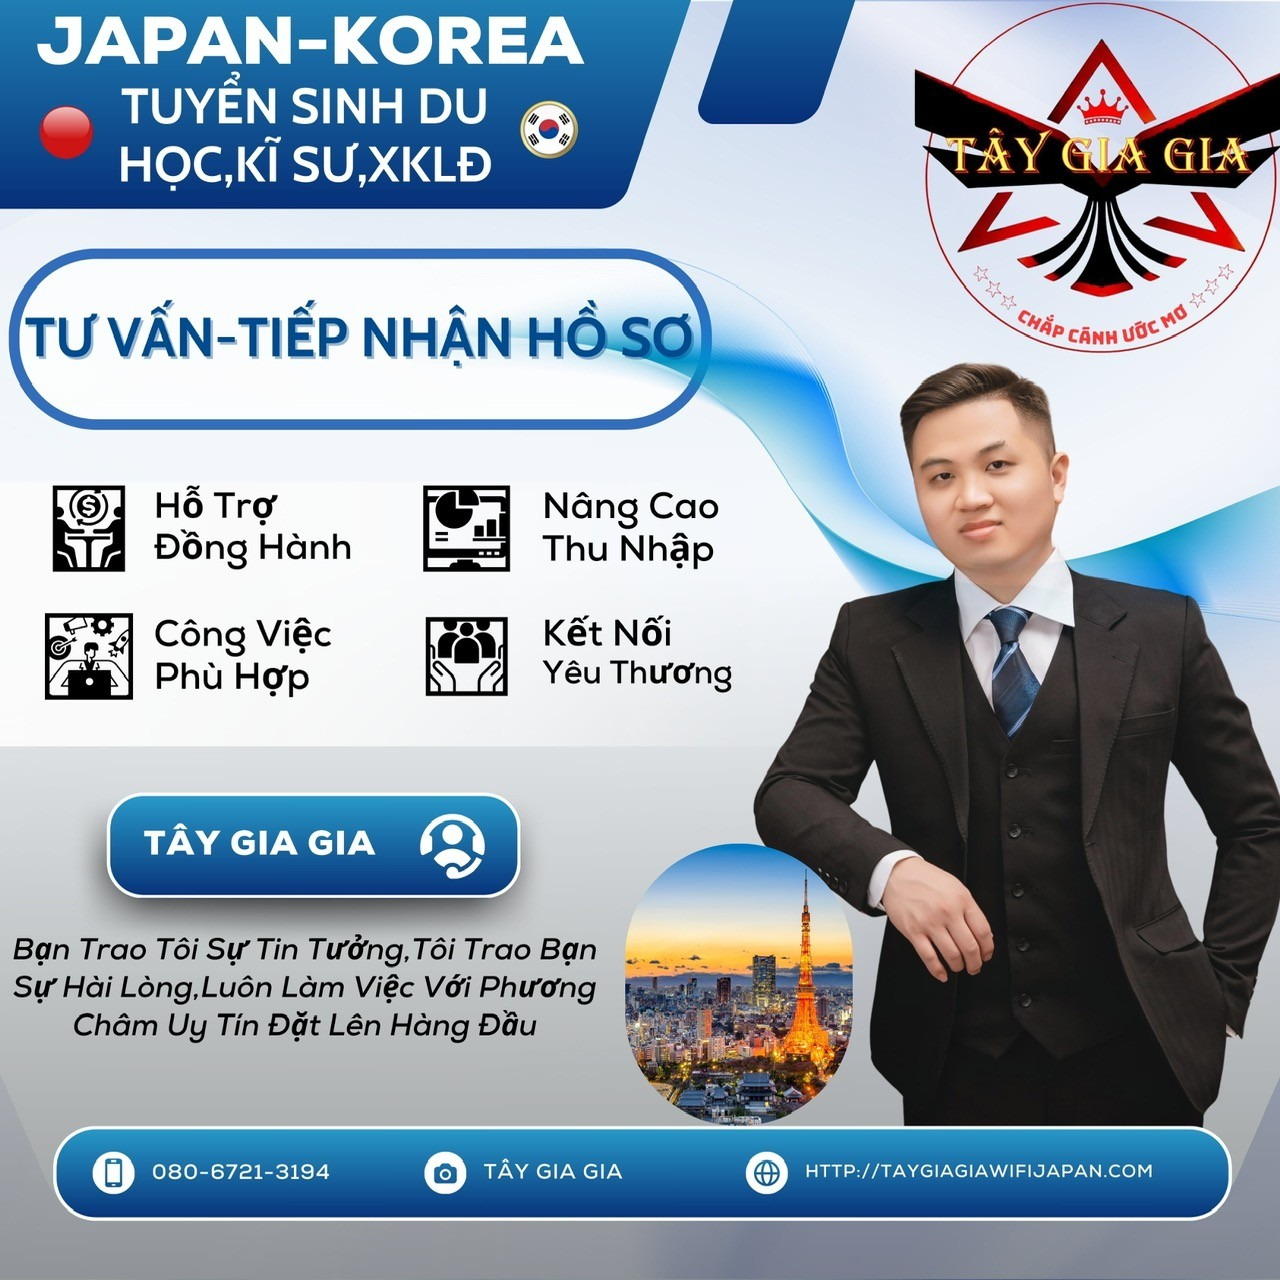 JAPAN-KOREA
TUYỂN SINH DU
HỌC,KĨ SƯ,XKLĐ
TÂY GIA GIA
CHẮP CÁNH ƯỚC MƠ
TƯ VẤN-TIẾP NHẬN HỒ SƠ
Hỗ Trợ
Đồng Hành
Nâng Cao
Thu Nhập
Công Việc
Phù Hợp
Kết Nối
Yêu Thương
TÂY GIA GIA
Bạn Trao Tôi Sự Tin Tưởng,Tôi Trao Bạn
Sự Hài Lòng,Luôn Làm Việc Với Phương
Châm Uy Tín Đặt Lên Hàng Đầu
080-6721-3194
TÂY GIA GIA
HTTP://TAYGIAGIAWIFIJAPAN.COM